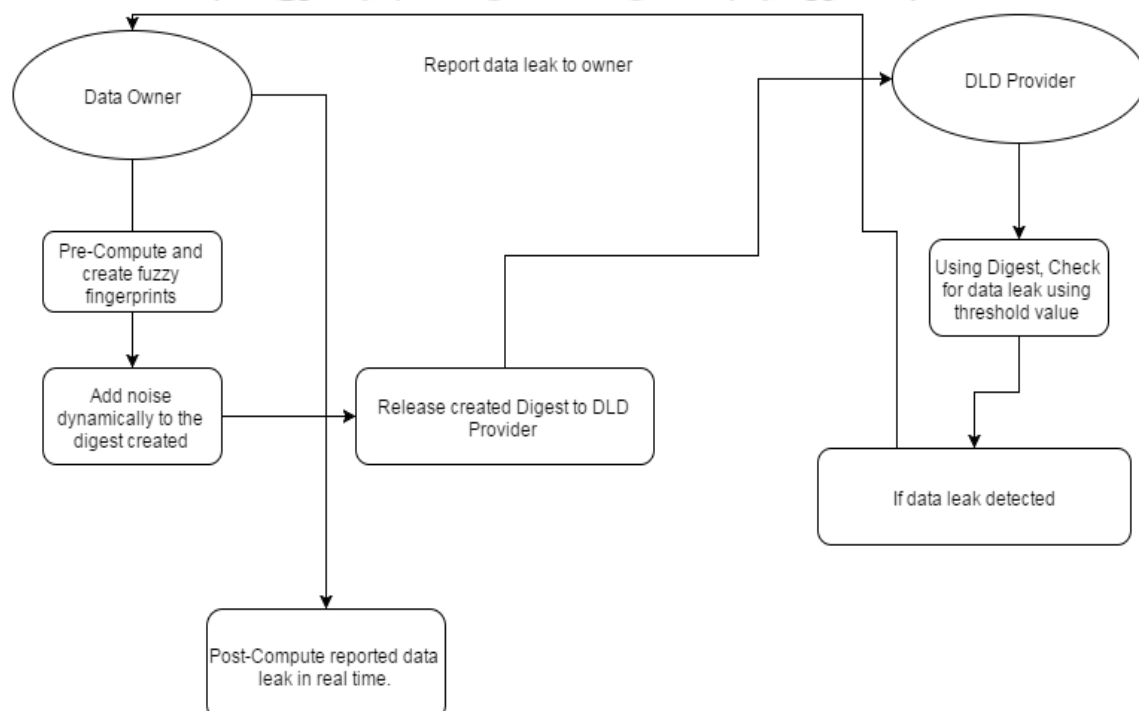 Report data leak to owner
Data Owner
DLD Provider
Pre-Compute and
create fuzzy
fingerprints
Using Digest, Check
for data leak using
threshold value
Add noise
dynamically to the
digest created
Release created Digest to DLD
Provider
If data leak detected
Post-Compute reported data
leak in real time.